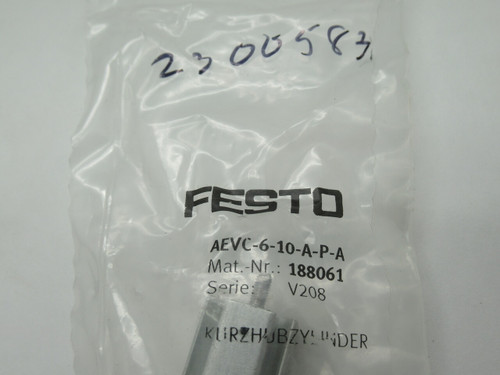 2300583
FESTO
AEVC-6-10-A-P-A
Mat.-Nr.: 188061
Serie: V208
KURZHUBZYLINDER